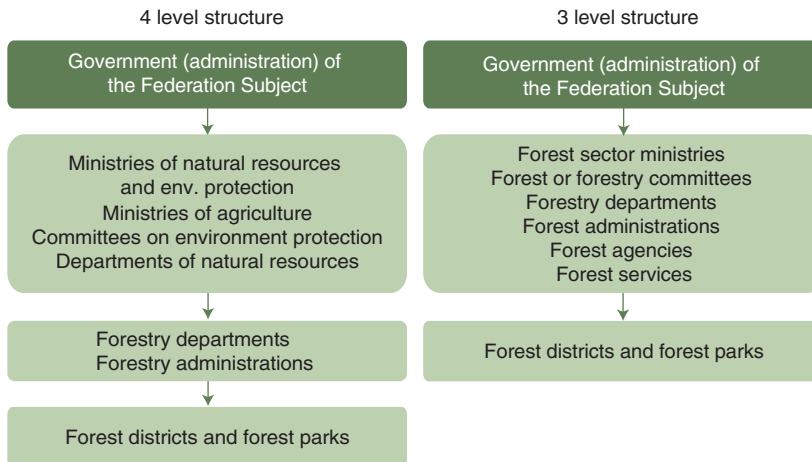 4 level structure
Government (administration) of
the Federation Subject
Ministries of natural resources
and env. protection
Ministries of agriculture
Committees on environment protection
Departments of natural resources
Forestry departments
Forestry administrations
Forest districts and forest parks
3 level structure
Government (administration) of
the Federation Subject
Forest sector ministries
Forest or forestry committees
Forestry departments
Forest administrations
Forest agencies
Forest services
Forest districts and forest parks